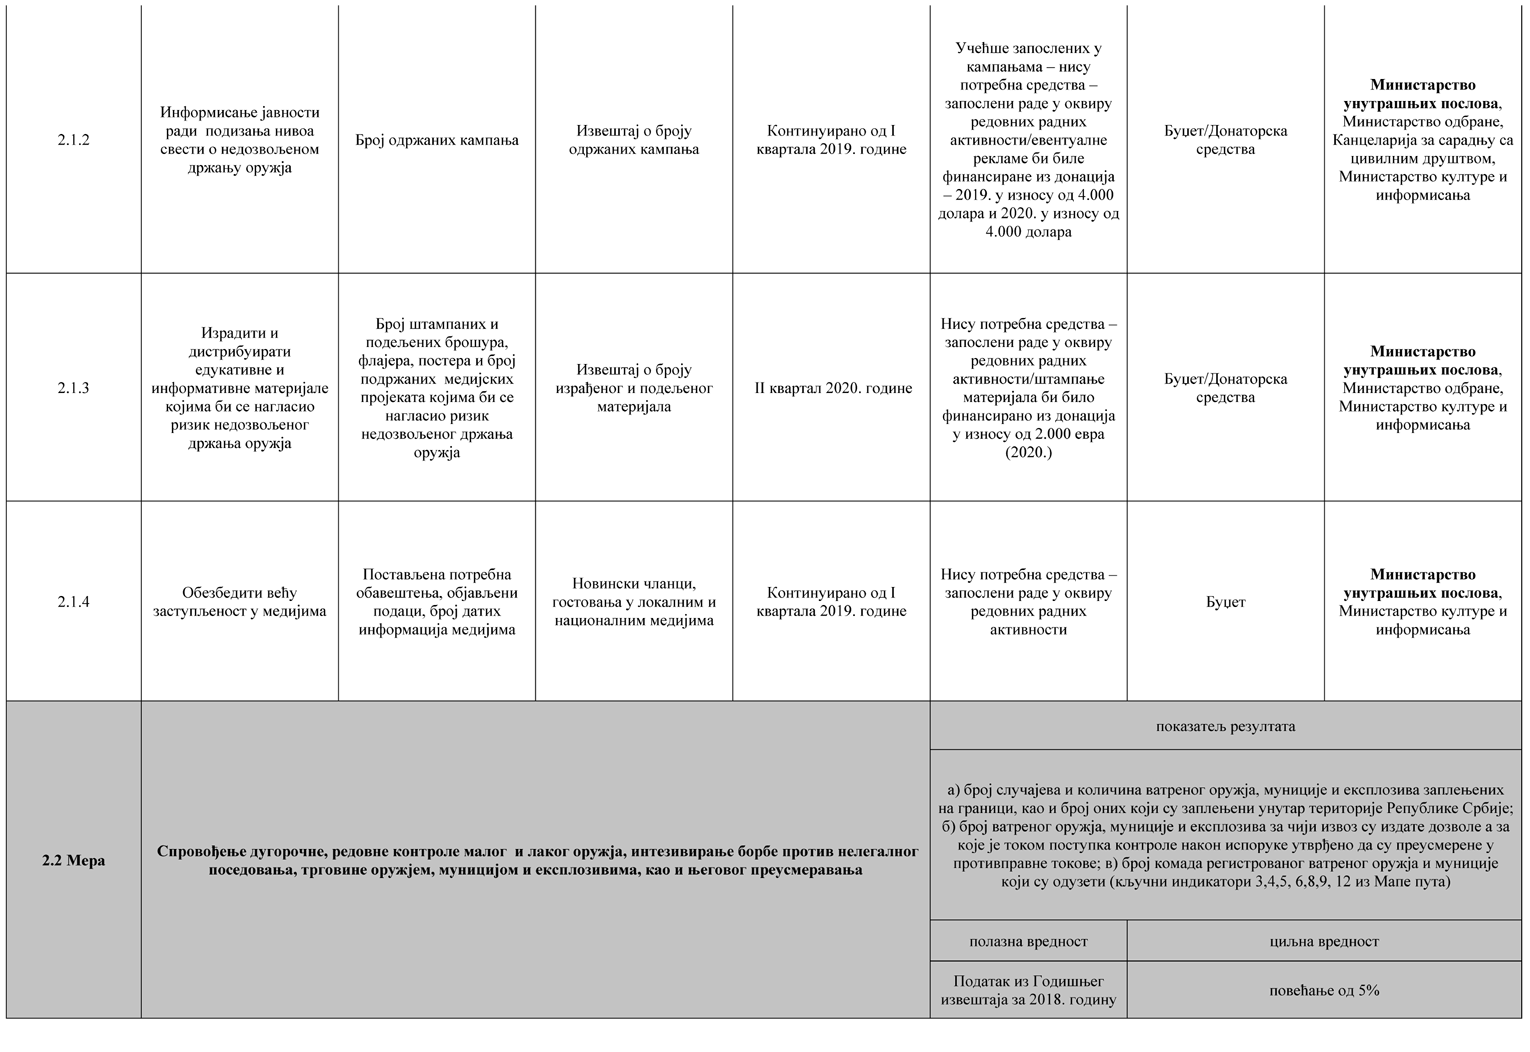 2.1.2
Информисање јавности
ради  подизања нивоа
свести о недозвољеном
држању оружја
Број одржаних кампања
Извештај о броју
одржаних кампања
Континуирано од I
квартала 2019. године
Учећше запослених у
кампањама – нису
потребна средства –
запослени раде у оквиру
редовних радних
активности/евентуалне
рекламе би биле
финансиране из донација
– 2019. у износу од 4.000
долара и 2020. у износу од
4.000 долара
Буџет/Донаторска
средства
Министарство
унутрашњих послова,
Министарство одбране,
Канцеларија за сарадњу са
цивилним друштвом,
Министарство културе и
информисања
2.1.3
Израдити и
дистрибуирати
едукативне и
информативне материјале
којима би се нагласио
ризик недозвољеног
држања оружја
Број штампаних и
подељених брошура,
флајера, постера и број
подржаних  медијских
пројеката којима би се
нагласио ризик
недозвољеног држања
оружја
Извештај о броју
израђеног и подељеног
материјала
II квартал 2020. године
Нису потребна средства –
запослени раде у оквиру
редовних радних
активности/штампање
материјала би било
финансирано из донација
у износу од 2.000 евра
(2020.)
Буџет/Донаторска
средства
Министарство
унутрашњих послова,
Министарство одбране,
Министарство културе и
информисања
2.1.4
Обезбедити већу
заступљеност у медијима
Постављена потребна
обавештења, објављени
подаци, број датих
информација медијима
Новински чланци,
гостовања у локалним и
националним медијима
Континуирано од I
квартала 2019. године
Нису потребна средства –
запослени раде у оквиру
редовних радних
активности
Буџет
Министарство
унутрашњих послова,
Министарство културе и
информисања
2.2 Мера
Спровођење дугорочне, редовне контроле малог  и лаког оружја, интезивирање борбе против нелегалног
поседовања, трговине оружјем, муницијом и експлозивима, као и његовог преусмеравања
показатељ резултата
а) број случајева и количина ватреног оружја, муниције и експлозива заплењених
на граници, као и број оних који су заплењени унутар територије Републике Србије;
б) број ватреног оружја, муниције и експлозива за чији извоз су издате дозволе а за
које је током поступка контроле након испоруке утврђено да су преусмерене у
противправне токове; в) број комада регистрованог ватреног оружја и муниције
који су одузети (кључни индикатори 3,4,5, 6,8,9, 12 из Мапе пута)
полазна вредност
циљна вредност
Податак из Годишњег
извештаја за 2018. годину
повећање од 5%